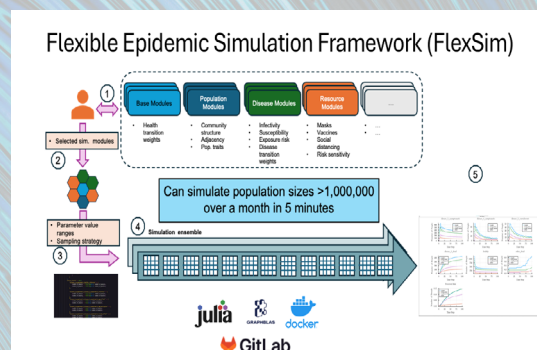 Flexible Epidemic Simulation Framework (FlexSim)
1
Base Modules
Population
Modules
Disease Modules
Resource
Modules
...
• Health
transition
weights
• Community
structure
• Adjacency
• Pop. traits
• Infectivity
• Susceptibility
• Exposure risk
• Disease
transition
weights
• Masks
• Vaccines
• Social
distancing
• Risk sensitivity
• ...
• ...
• Selected sim. modules
2
5
Can simulate population sizes >1,000,000
over a month in 5 minutes
• Parameter value
ranges
• Sampling strategy
3
4
Simulation ensemble
julia
GRAPHBLAS
docker
GitLab